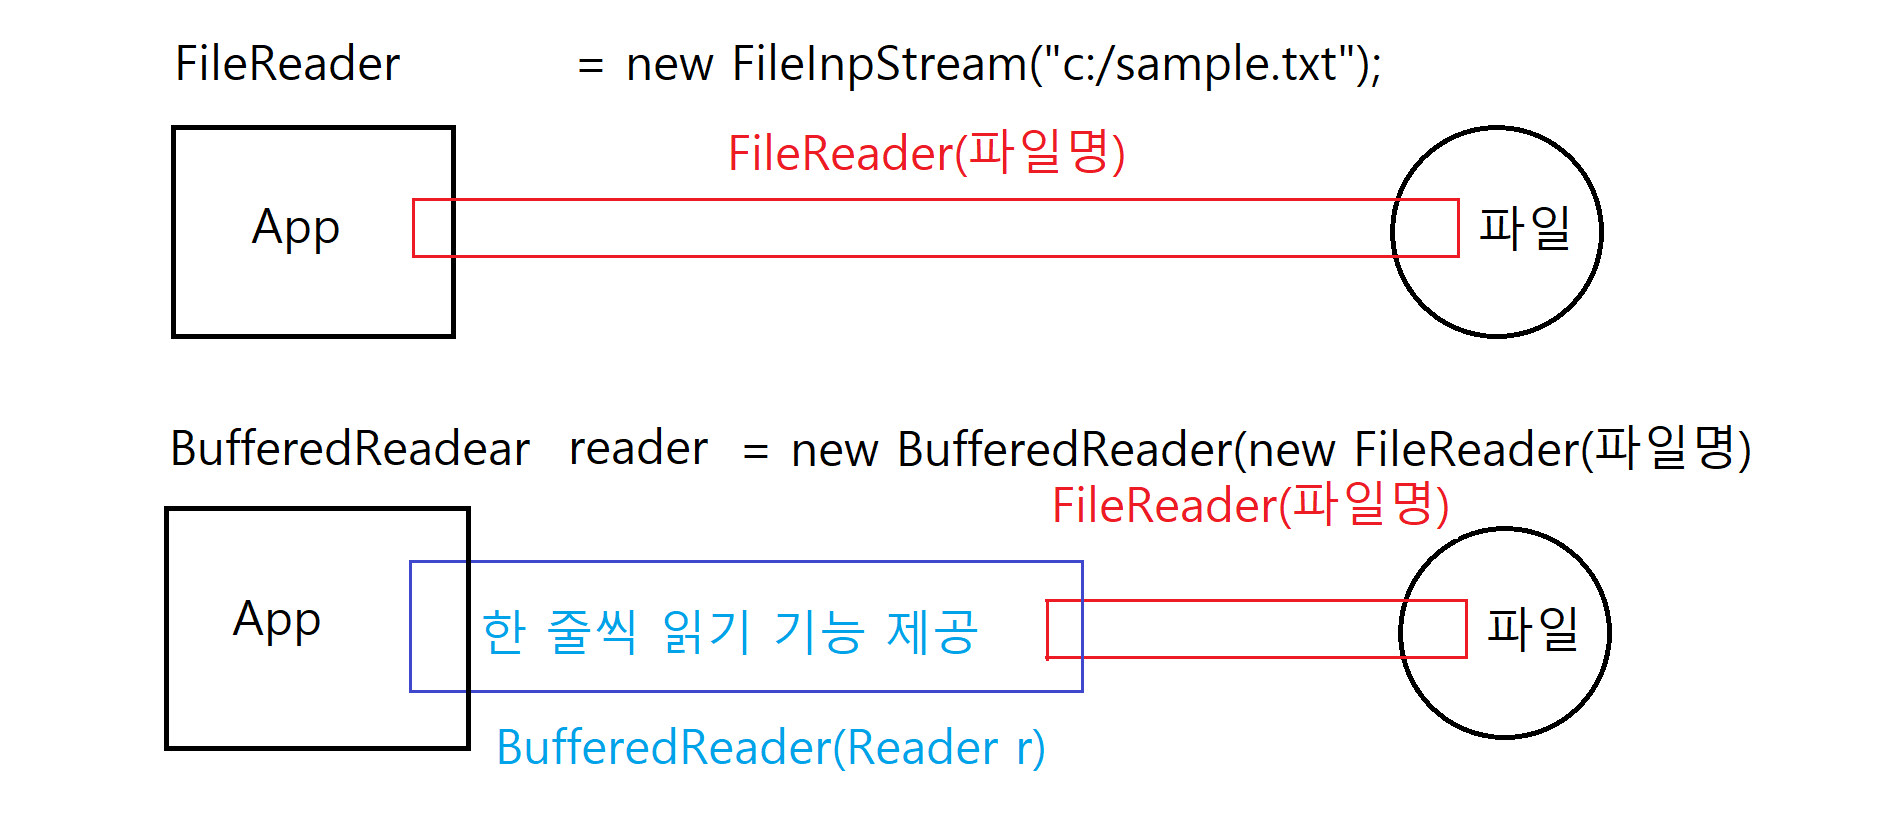 FileReader = new FileInpStream("c:/sample.txt");
FileReader(파일명)
App
파일
BufferedReadear reader = new BufferedReader(new FileReader(파일명)
FileReader(파일명)
App
한 줄씩 읽기 기능 제공
파일
BufferedReader(Reader r)